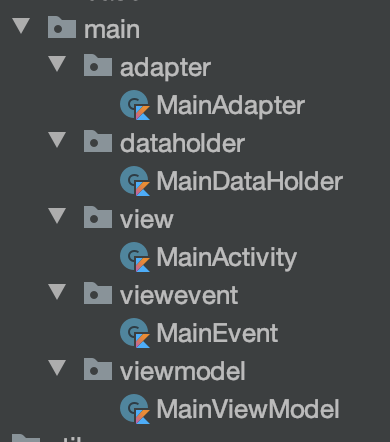 main
adapter
MainAdapter
dataholder
MainDataHolder
view
MainActivity
viewevent
MainEvent
viewmodel
MainViewModel